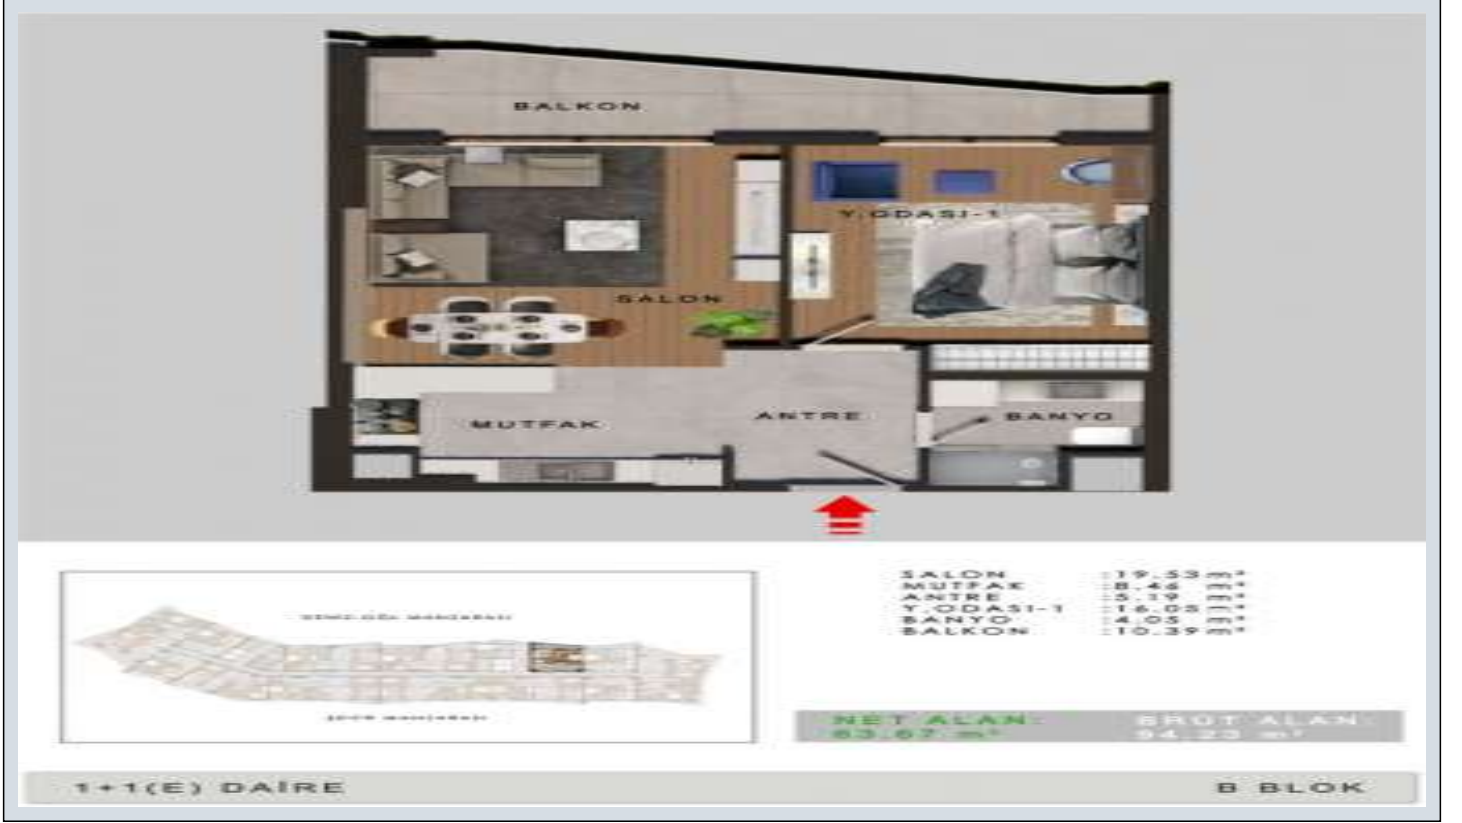 BALKON
Y.ODASI-1
SALON
MUTFAK
ANTRE
BANYO
SALON :19.53 m²
MUTFAK :8.46 m²
ANTRE :5.19 m²
Y.ODASI-1 :16.05 m²
BANYO :4.05 m²
BALKON :10.39 m²
NET ALAN: BRÜT ALAN:
63.67 m² 94.23 m²
1+1(E) DAİRE
B BLOK